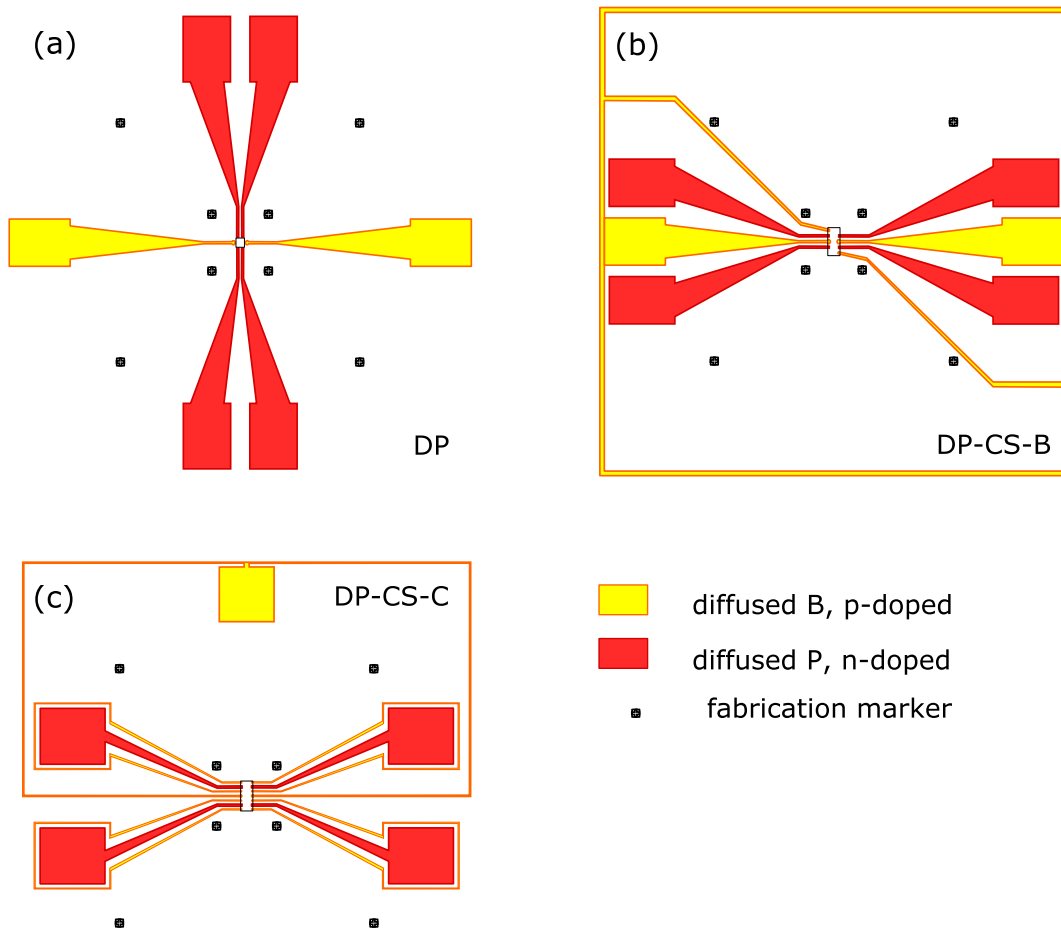 (a)
DP
(b)
DP-CS-B
(c)
DP-CS-C
diffused B, p-doped
diffused P, n-doped
fabrication marker